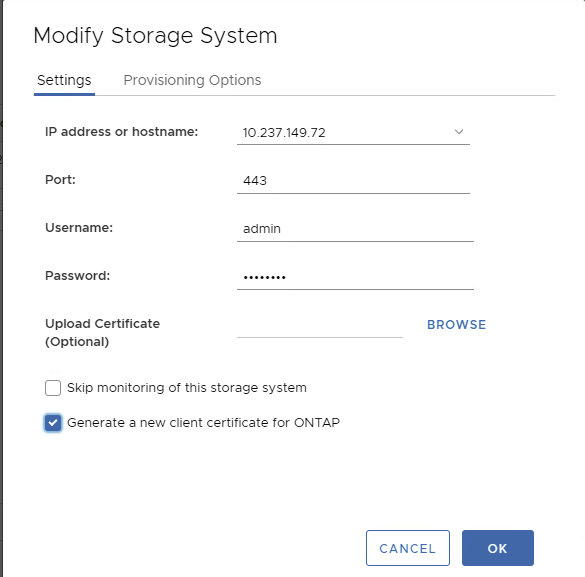 Modify Storage System
Settings Provisioning Options
IP address or hostname: 10.237.149.72
Port: 443
Username: admin
Password: ••••••••
Upload Certificate BROWSE
(Optional)
Skip monitoring of this storage system
Generate a new client certificate for ONTAP
CANCEL OK